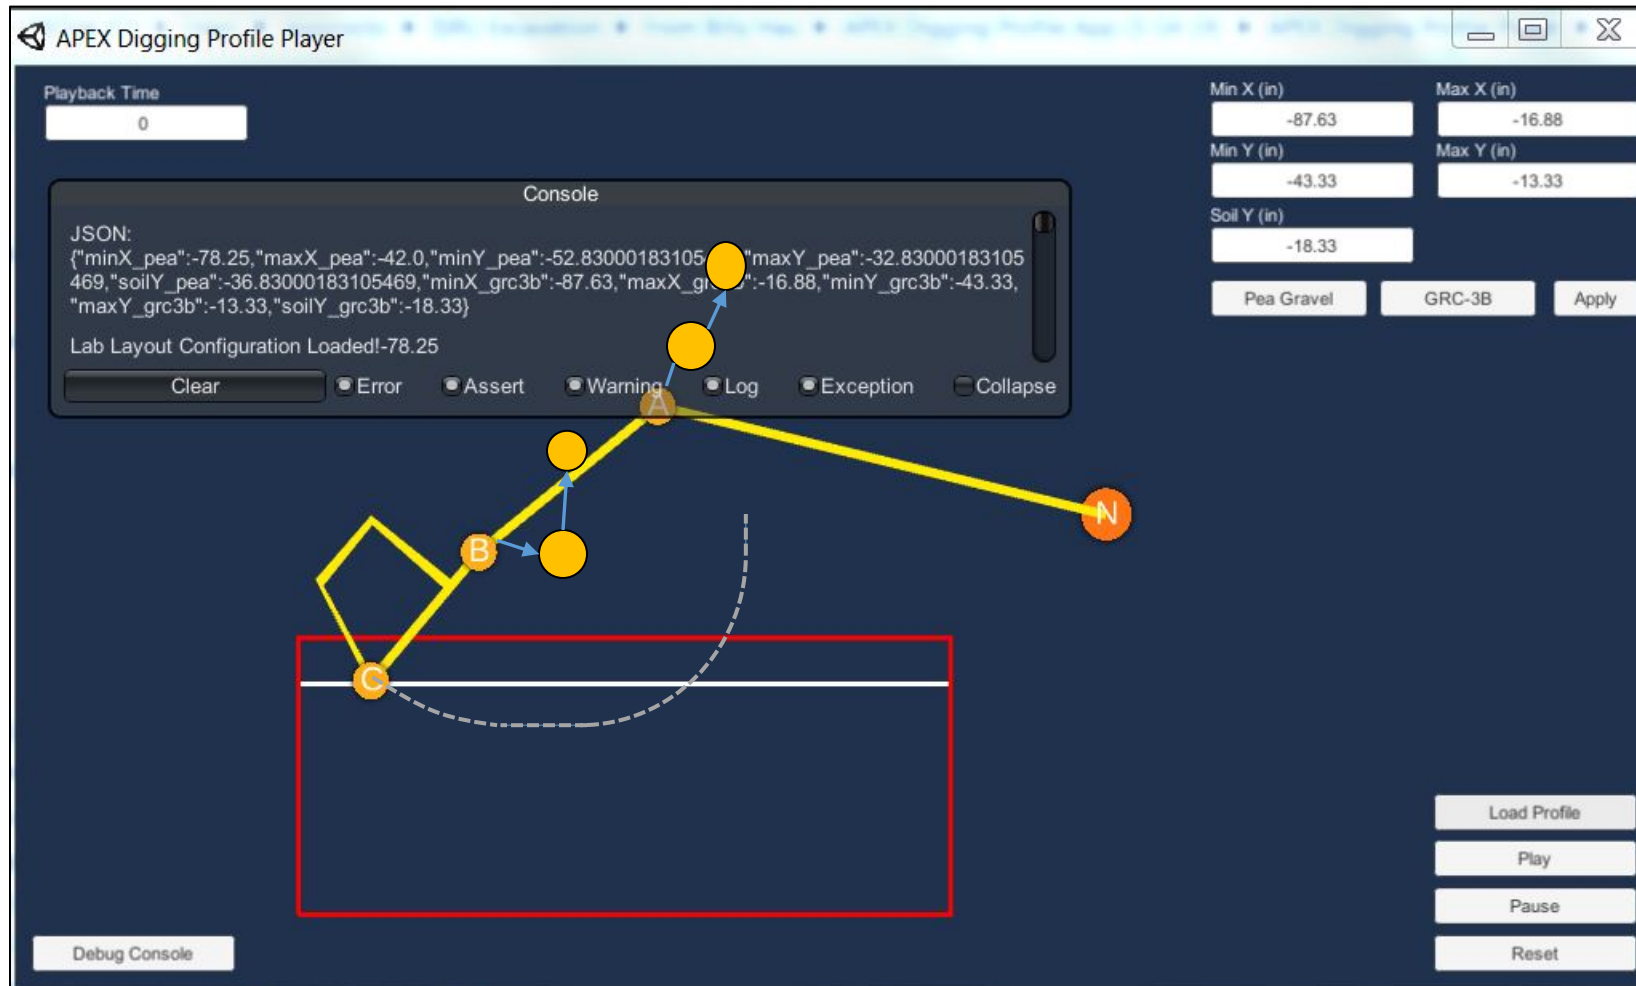 APEX Digging Profile Player
Playback Time
0
Min X (in)
Max X (in)
-87.63
-16.88
Min Y (in)
Max Y (in)
-43.33
-13.33
Soil Y (in)
-18.33
Pea Gravel
GRC-3B
Apply
Console
JSON:
{"minX_pea":-78.25,"maxX_pea":-42.0,"minY_pea":-52.83000183105 "maxY_pea":-32.83000183105
469,"soilY_pea":-36.83000183105469,"minX_grc3b":-87.63,"maxX_gr b":-16.88,"minY_grc3b":-43.33,
"maxY_grc3b":-13.33,"soilY_grc3b":-18.33}
Lab Layout Configuration Loaded!-78.25
Clear
Error
Assert
Warning
Log
Exception
Collapse
A
N
B
C
Load Profile
Play
Pause
Reset
Debug Console